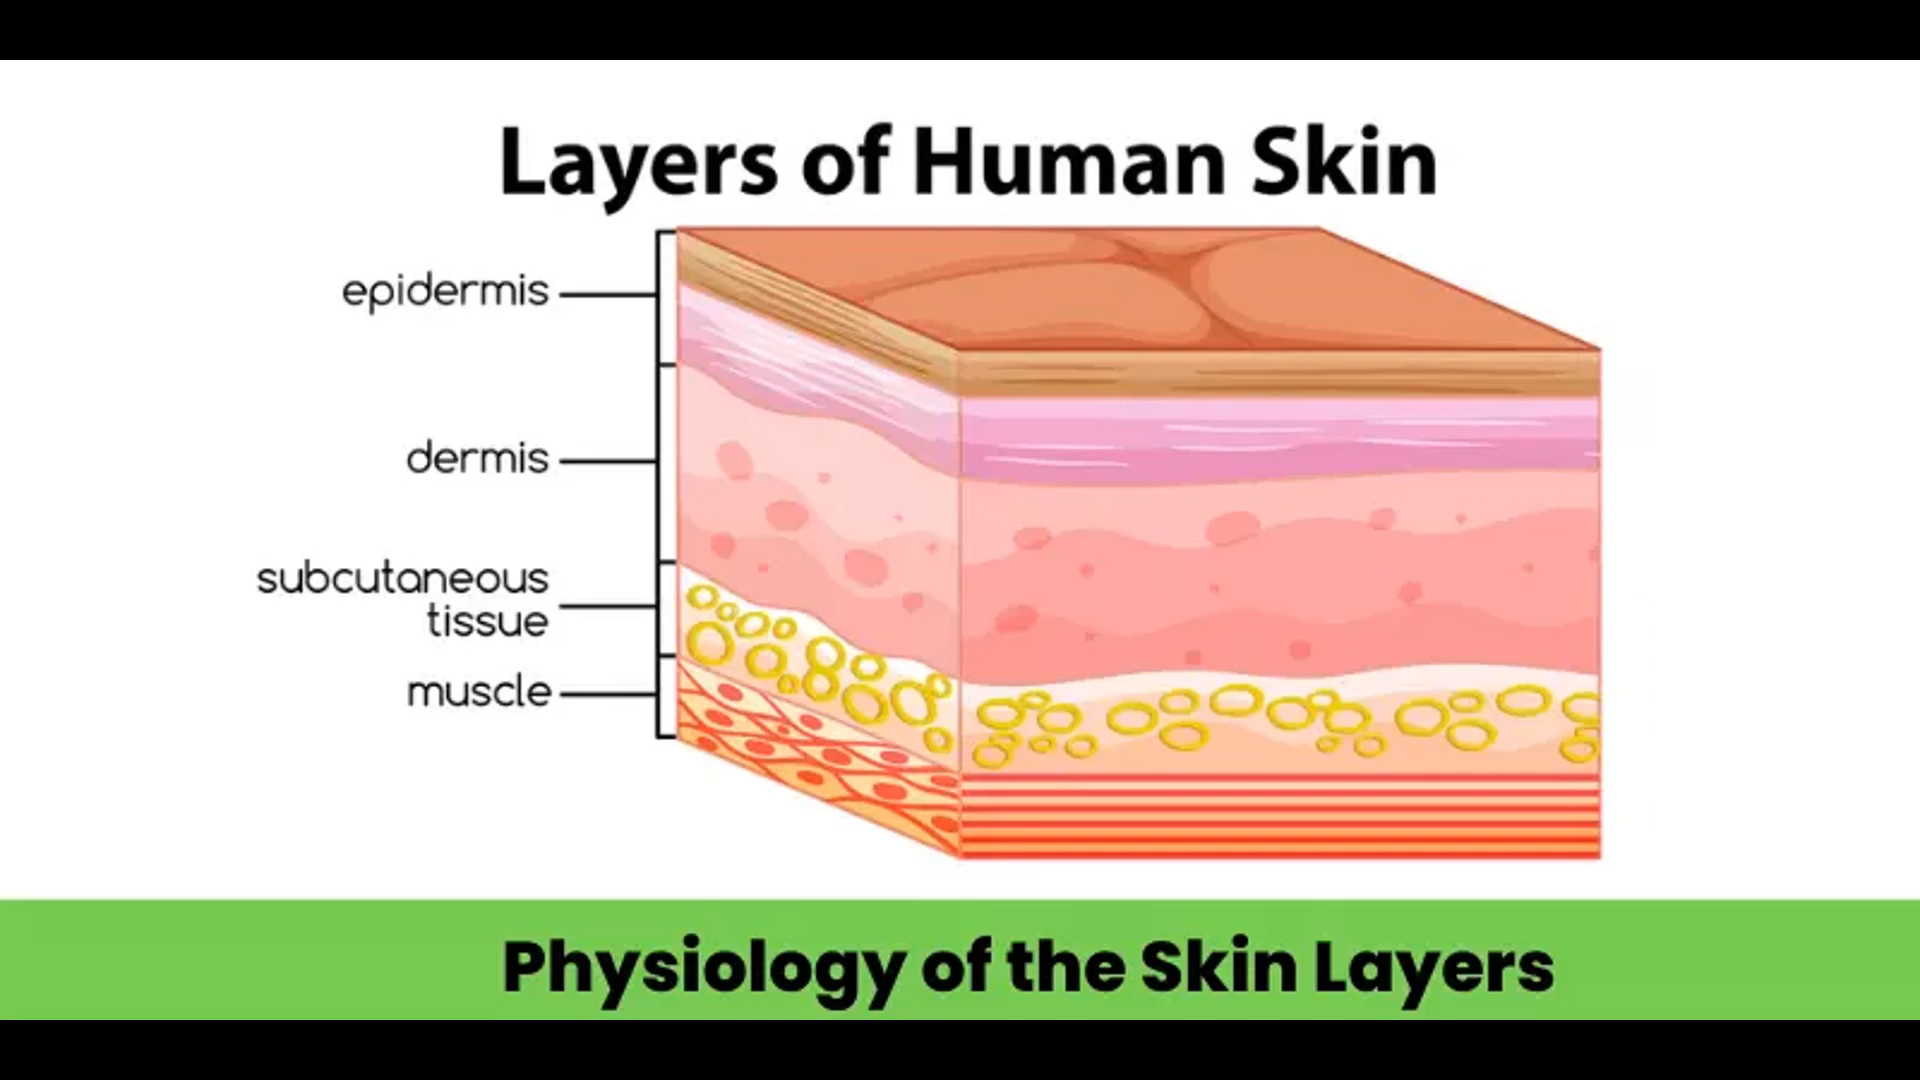 Layers of Human Skin
epidermis
dermis
subcutaneous
tissue
muscle
Physiology of the Skin Layers